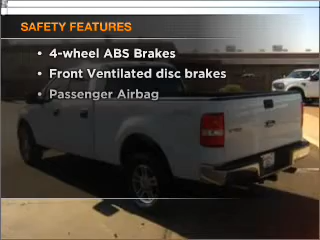 SAFETY FEATURES
• 4-wheel ABS Brakes
• Front Ventilated disc brakes
• Passenger Airbag